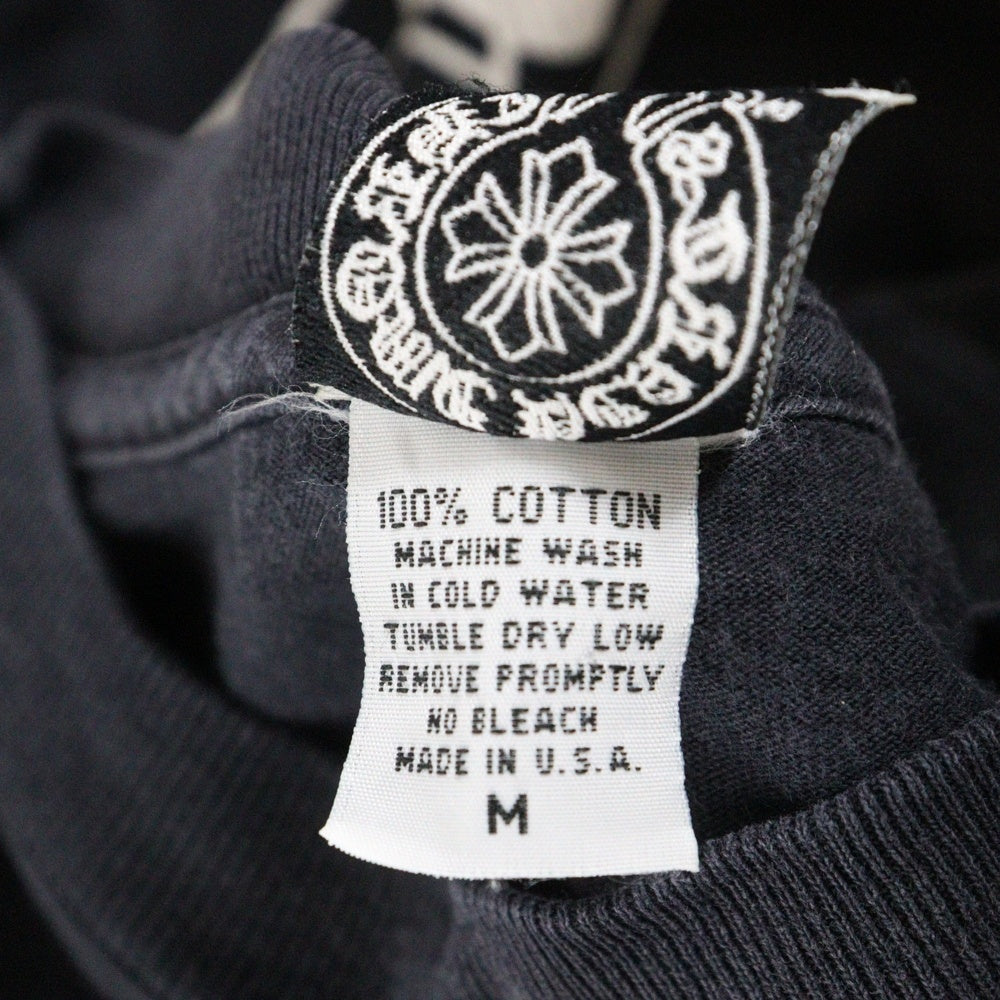 100% COTTON
MACHINE WASH
IN COLD WATER
TUMBLE DRY LOW
REMOVE PROMPTLY
NO BLEACH
MADE IN U.S.A.
M